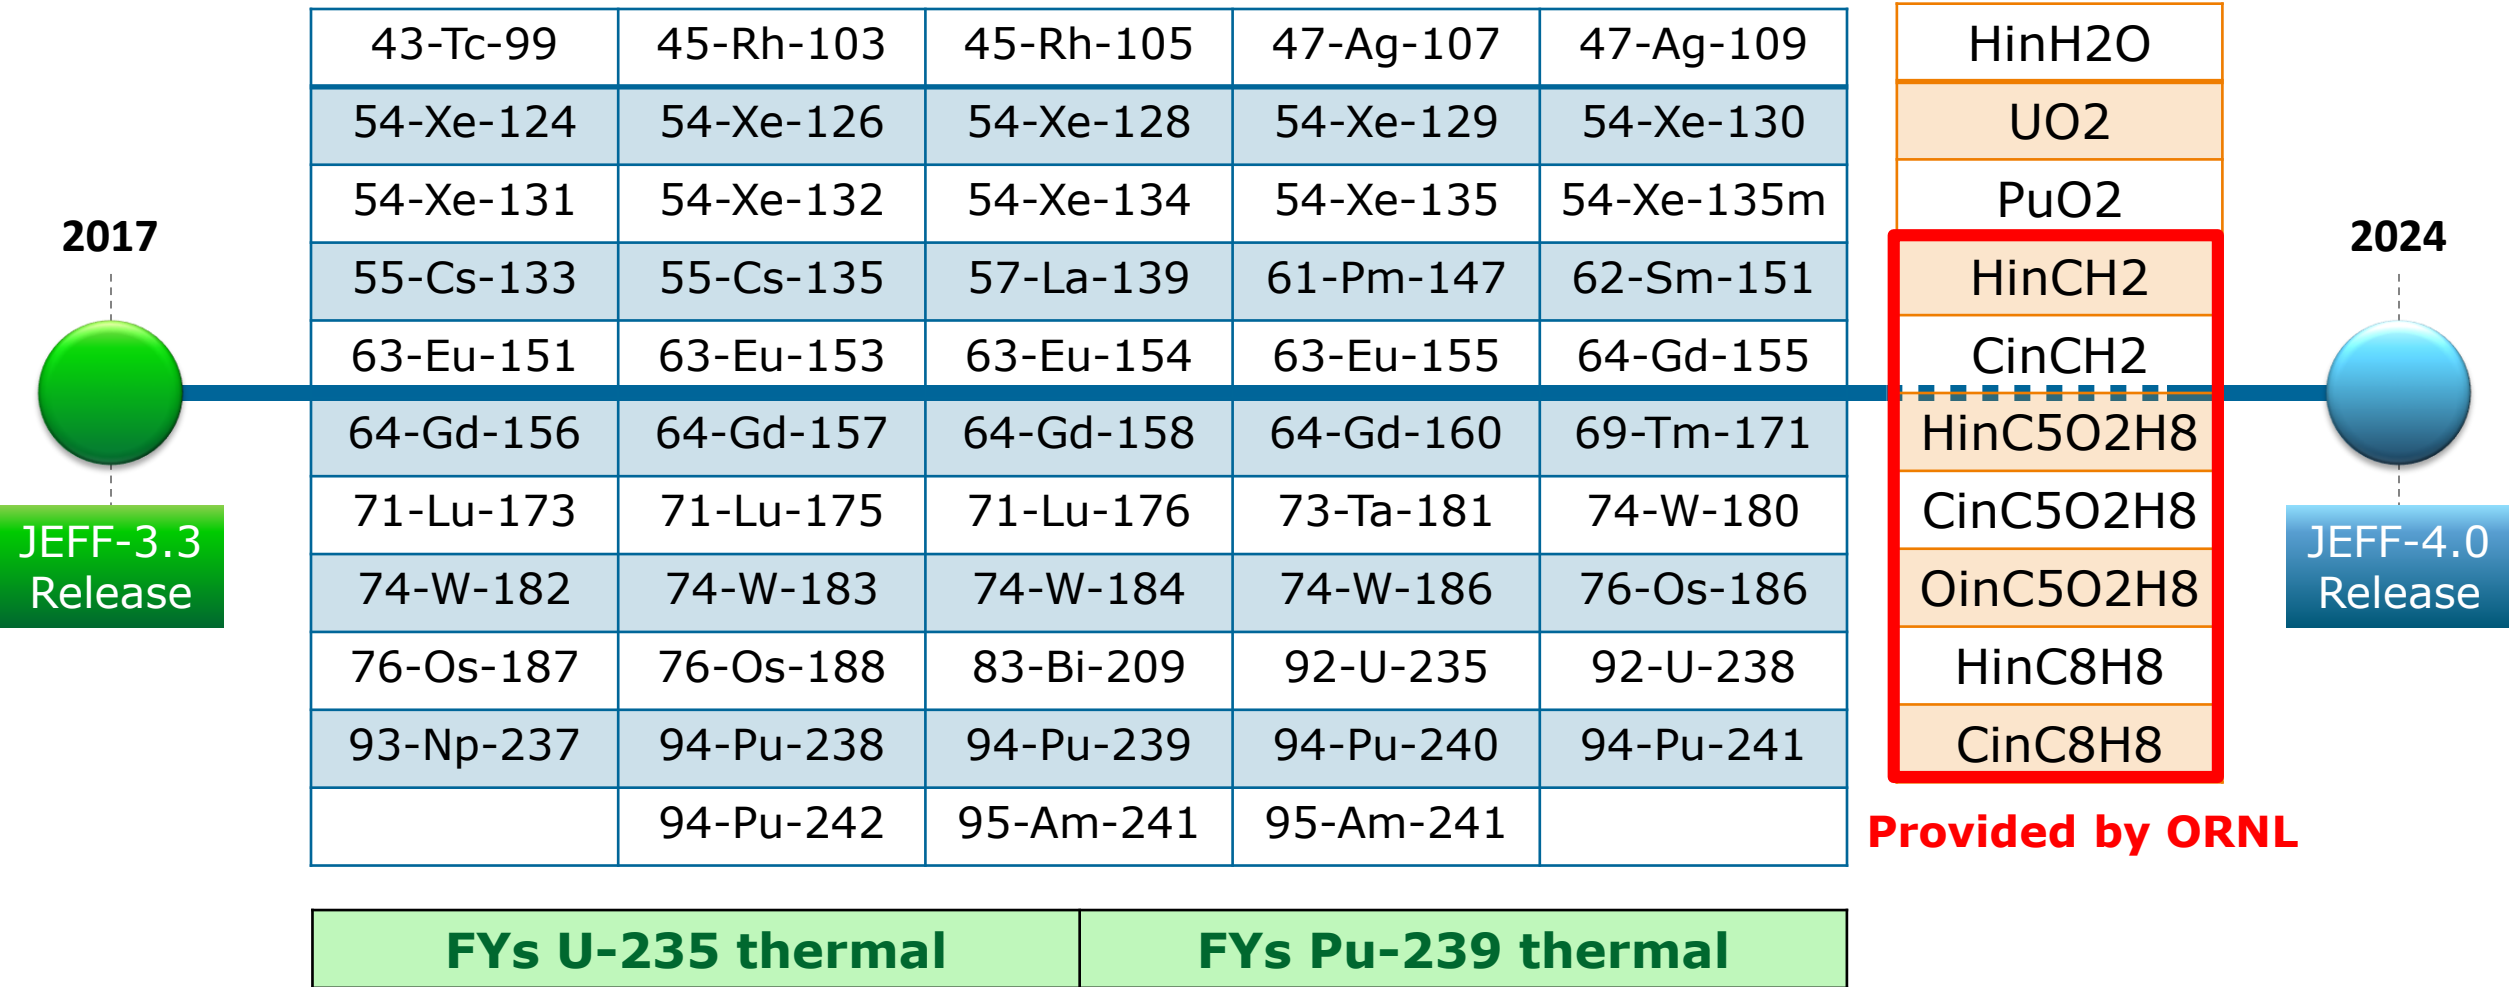 2017
JEFF-3.3
Release
43-Tc-99 45-Rh-103 45-Rh-105 47-Ag-107 47-Ag-109
54-Xe-124 54-Xe-126 54-Xe-128 54-Xe-129 54-Xe-130
54-Xe-131 54-Xe-132 54-Xe-134 54-Xe-135 54-Xe-135m
55-Cs-133 55-Cs-135 57-La-139 61-Pm-147 62-Sm-151
63-Eu-151 63-Eu-153 63-Eu-154 63-Eu-155 64-Gd-155
64-Gd-156 64-Gd-157 64-Gd-158 64-Gd-160 69-Tm-171
71-Lu-173 71-Lu-175 71-Lu-176 73-Ta-181 74-W-180
74-W-182 74-W-183 74-W-184 74-W-186 76-Os-186
76-Os-187 76-Os-188 83-Bi-209 92-U-235 92-U-238
93-Np-237 94-Pu-238 94-Pu-239 94-Pu-240 94-Pu-241
94-Pu-242 95-Am-241 95-Am-241
FYs U-235 thermal FYs Pu-239 thermal
HinH2O
UO2
PuO2
HinCH2
CinCH2
HinC5O2H8
CinC5O2H8
OinC5O2H8
HinC8H8
CinC8H8
Provided by ORNL
2024
JEFF-4.0
Release